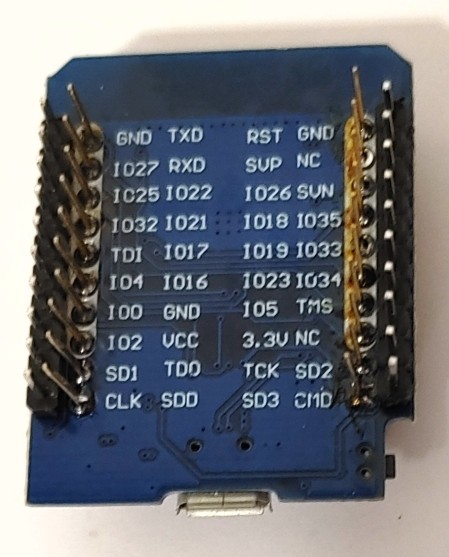 GND TXD RST GND
IO27 RXD SVP NC
IO25 IO22 IO26 SVN
IO32 IO21 IO18 IO35
TDI IO17 IO19 IO33
IO4 IO16 IO23 IO34
IO0 GND IO5 TMS
IO2 VCC 3.3V NC
SD1 TDO TCK SD2
CLK SDD SD3 CMD